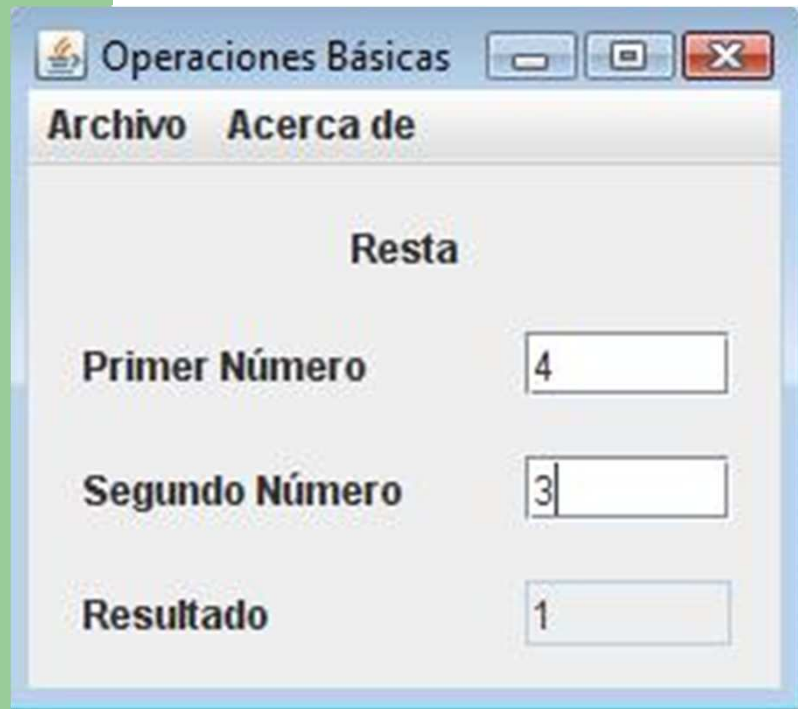 Operaciones Básicas
Archivo Acerca de
Resta
Primer Número 4
Segundo Número 3
Resultado 1